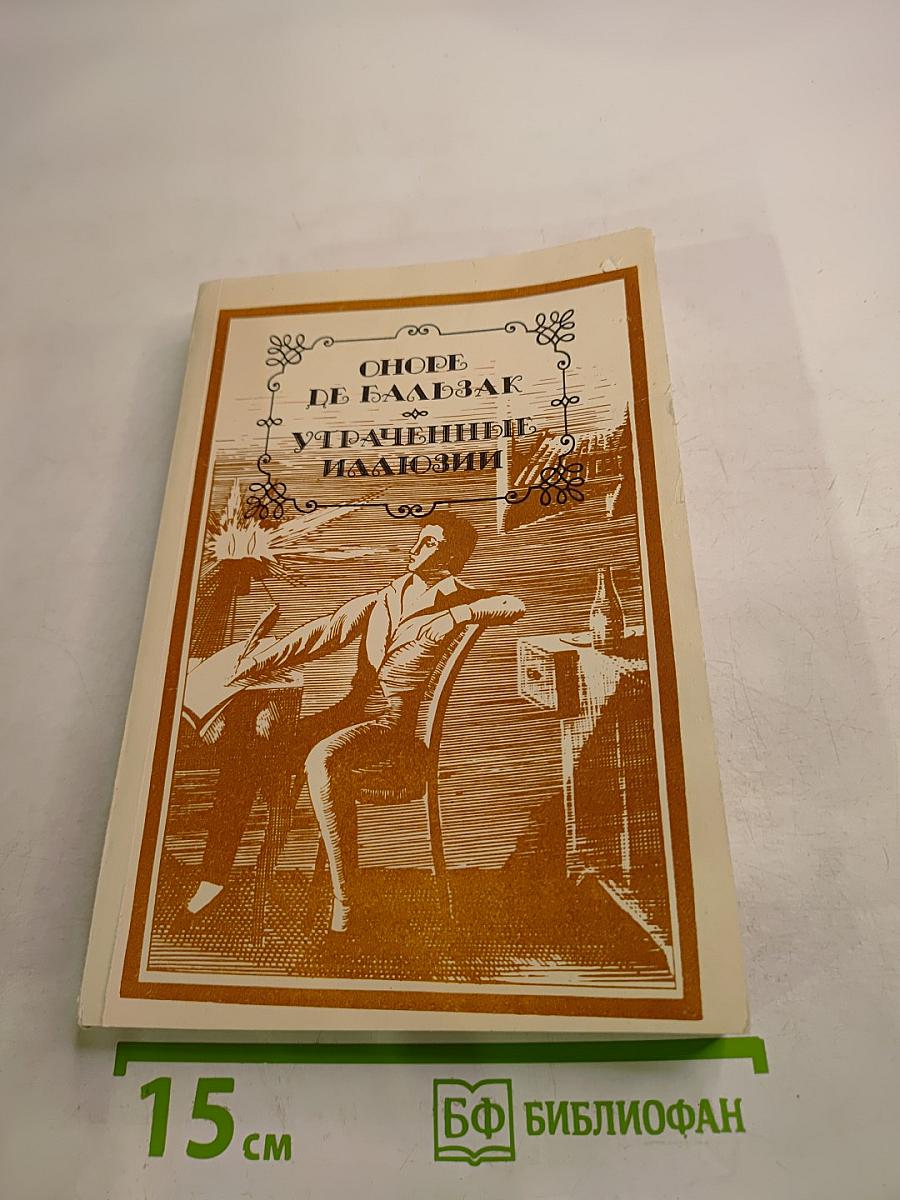 ОНОРЕ
ДЕ БАЛЬЗАК
УТРАЧЕННЫЕ
ИЛЛЮЗИИ
15 см
БФ БИБЛИОФАН